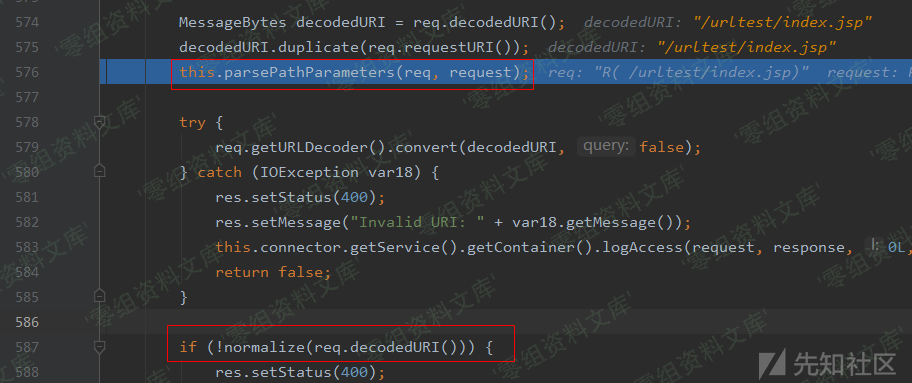 574 MessageBytes decodedURI = req.decodedURI(); decodedURI: "/urltest/index.jsp"
575 decodedURI.duplicate(req.requestURI()); decodedURI: "/urltest/index.jsp"
576 this.parsePathParameters(req, request); req: "R( /urltest/index.jsp)" request:
577
578 try {
579 req.getURLDecoder().convert(decodedURI, query: false);
580 } catch (IOException var18) {
581 res.setStatus(400);
582 res.setMessage("Invalid URI: " + var18.getMessage());
583 this.connector.getService().getContainer().logAccess(request, response, l: 0L,
584 return false;
585 }
586
587 if (!normalize(req.decodedURI())) {
588 res.setStatus(400);
'零组资料文库'
先知社区